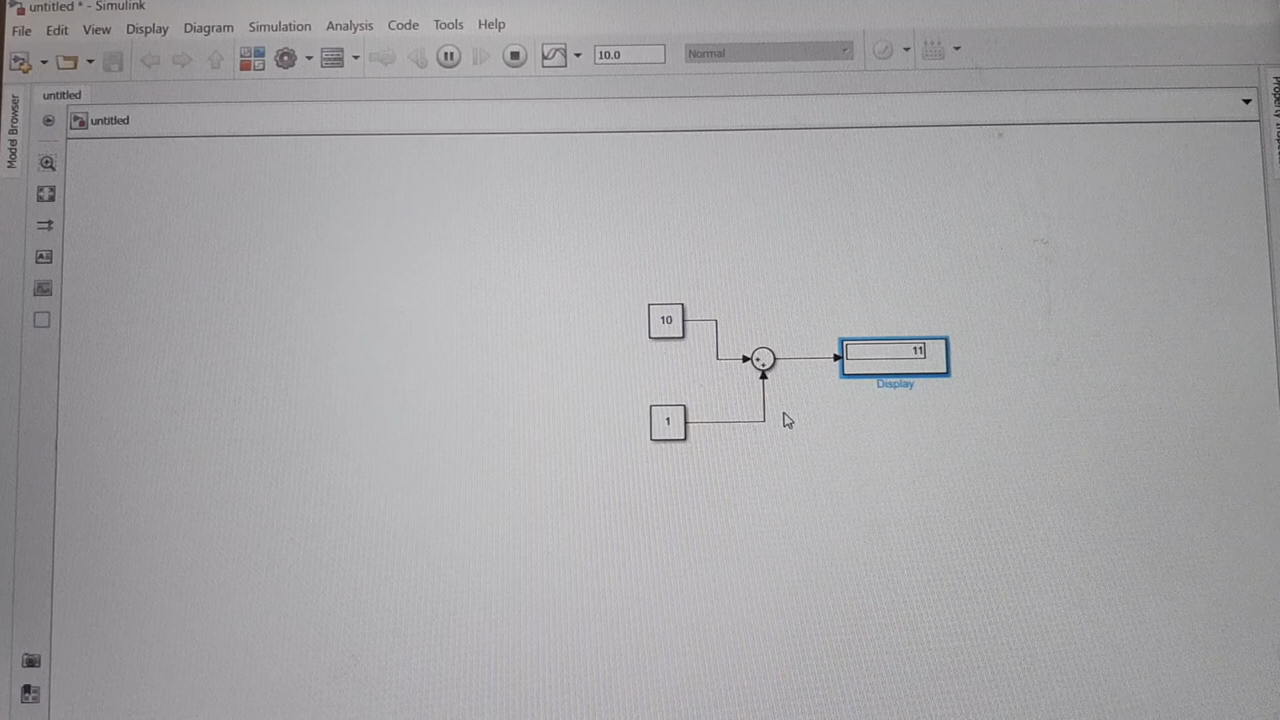 untitled * - Simulink
File Edit View Display Diagram Simulation Analysis Code Tools Help
10.0 Normal
untitled
untitled
Model Browser
10
11
Display
1